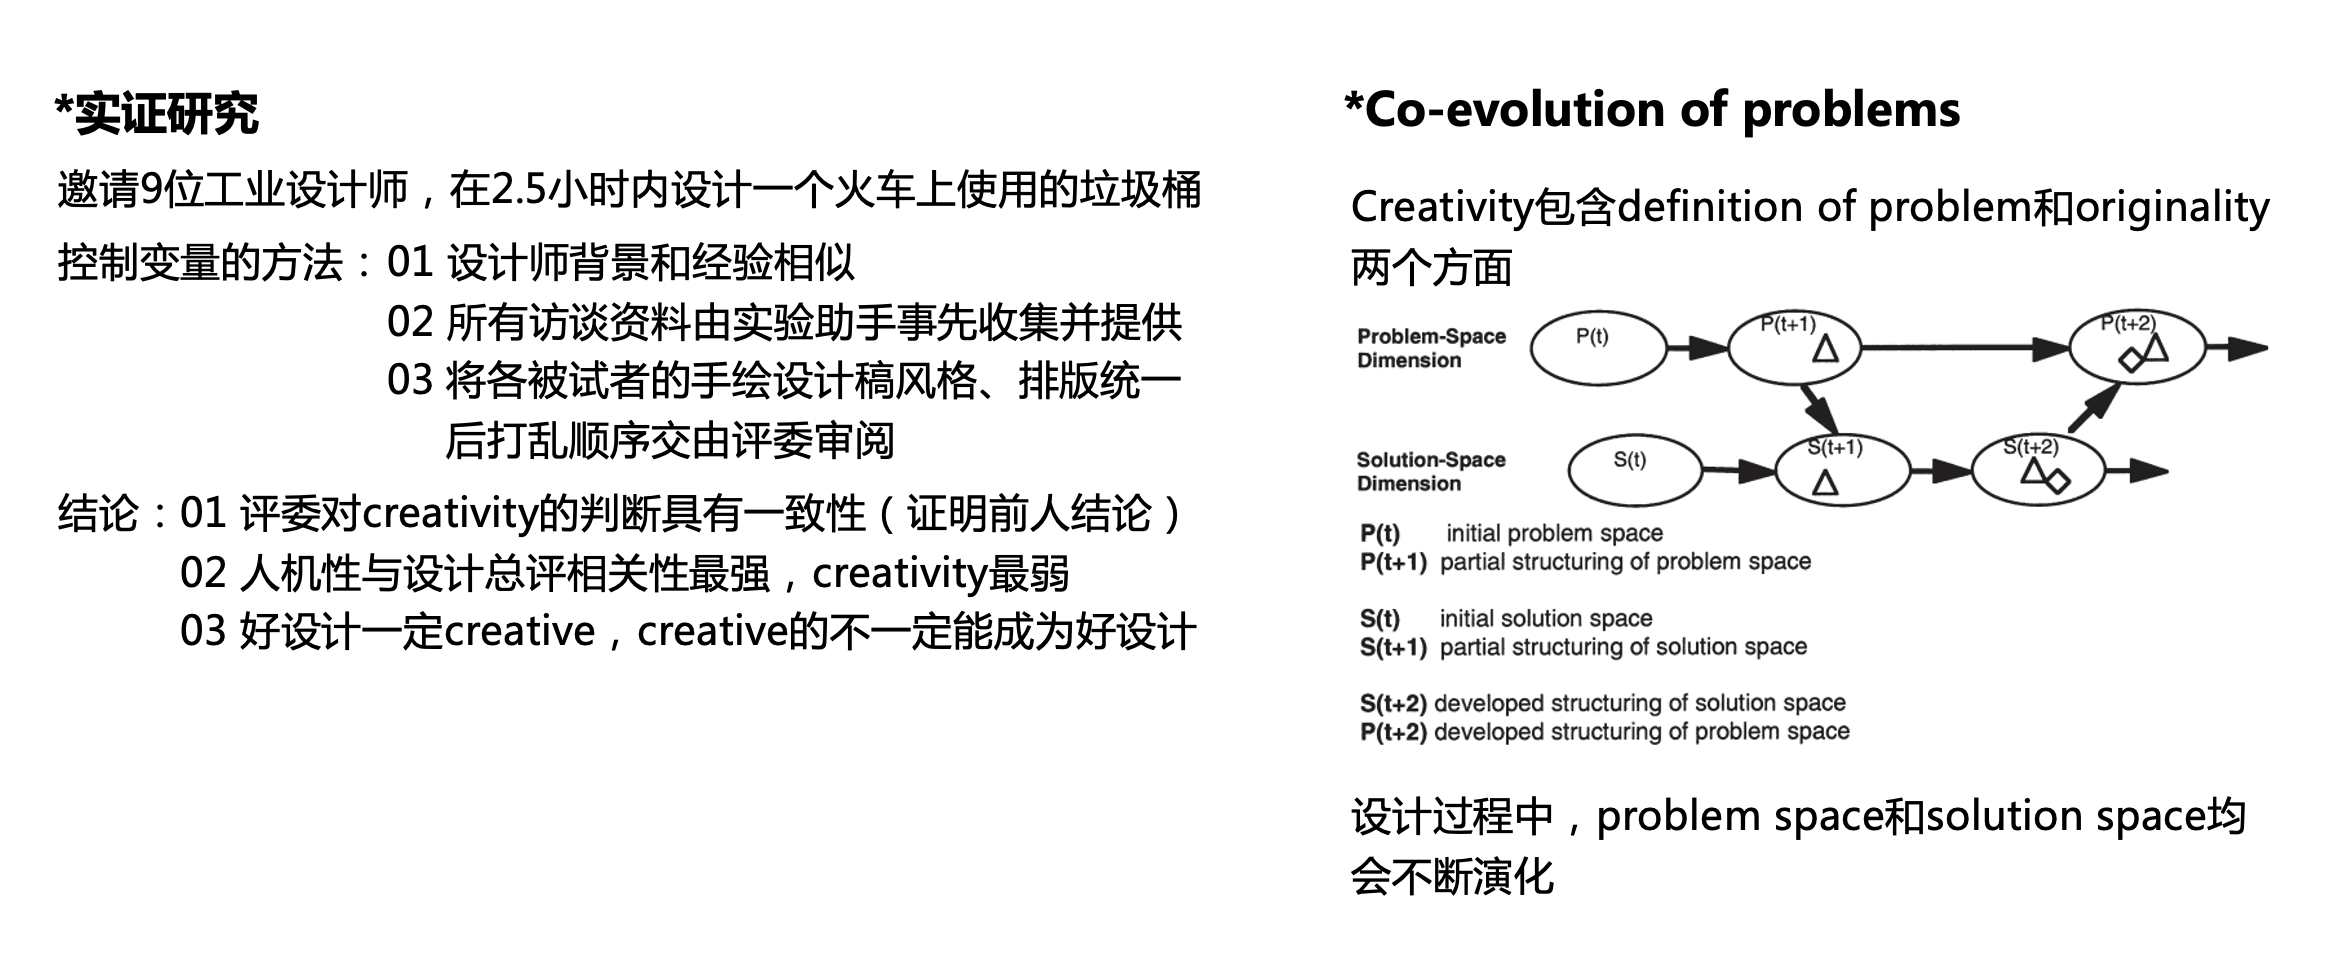 *实证研究
邀请9位工业设计师，在2.5小时内设计一个火车上使用的垃圾桶
控制变量的方法：01 设计师背景和经验相似
02 所有访谈资料由实验助手事先收集并提供
03 将各被试者的手绘设计稿风格、排版统一
后打乱顺序交由评委审阅
结论：01 评委对creativity的判断具有一致性（证明前人结论）
02 人机性与设计总评相关性最强，creativity最弱
03 好设计一定creative，creative的不一定能成为好设计
*Co-evolution of problems
Creativity包含definition of problem和originality
两个方面
Problem-Space
Dimension
P(t)
P(t+1)
P(t+2)
Solution-Space
Dimension
S(t)
S(t+1)
S(t+2)
P(t) initial problem space
P(t+1) partial structuring of problem space
S(t) initial solution space
S(t+1) partial structuring of solution space
S(t+2) developed structuring of solution space
P(t+2) developed structuring of problem space
设计过程中，problem space和solution space均
会不断演化